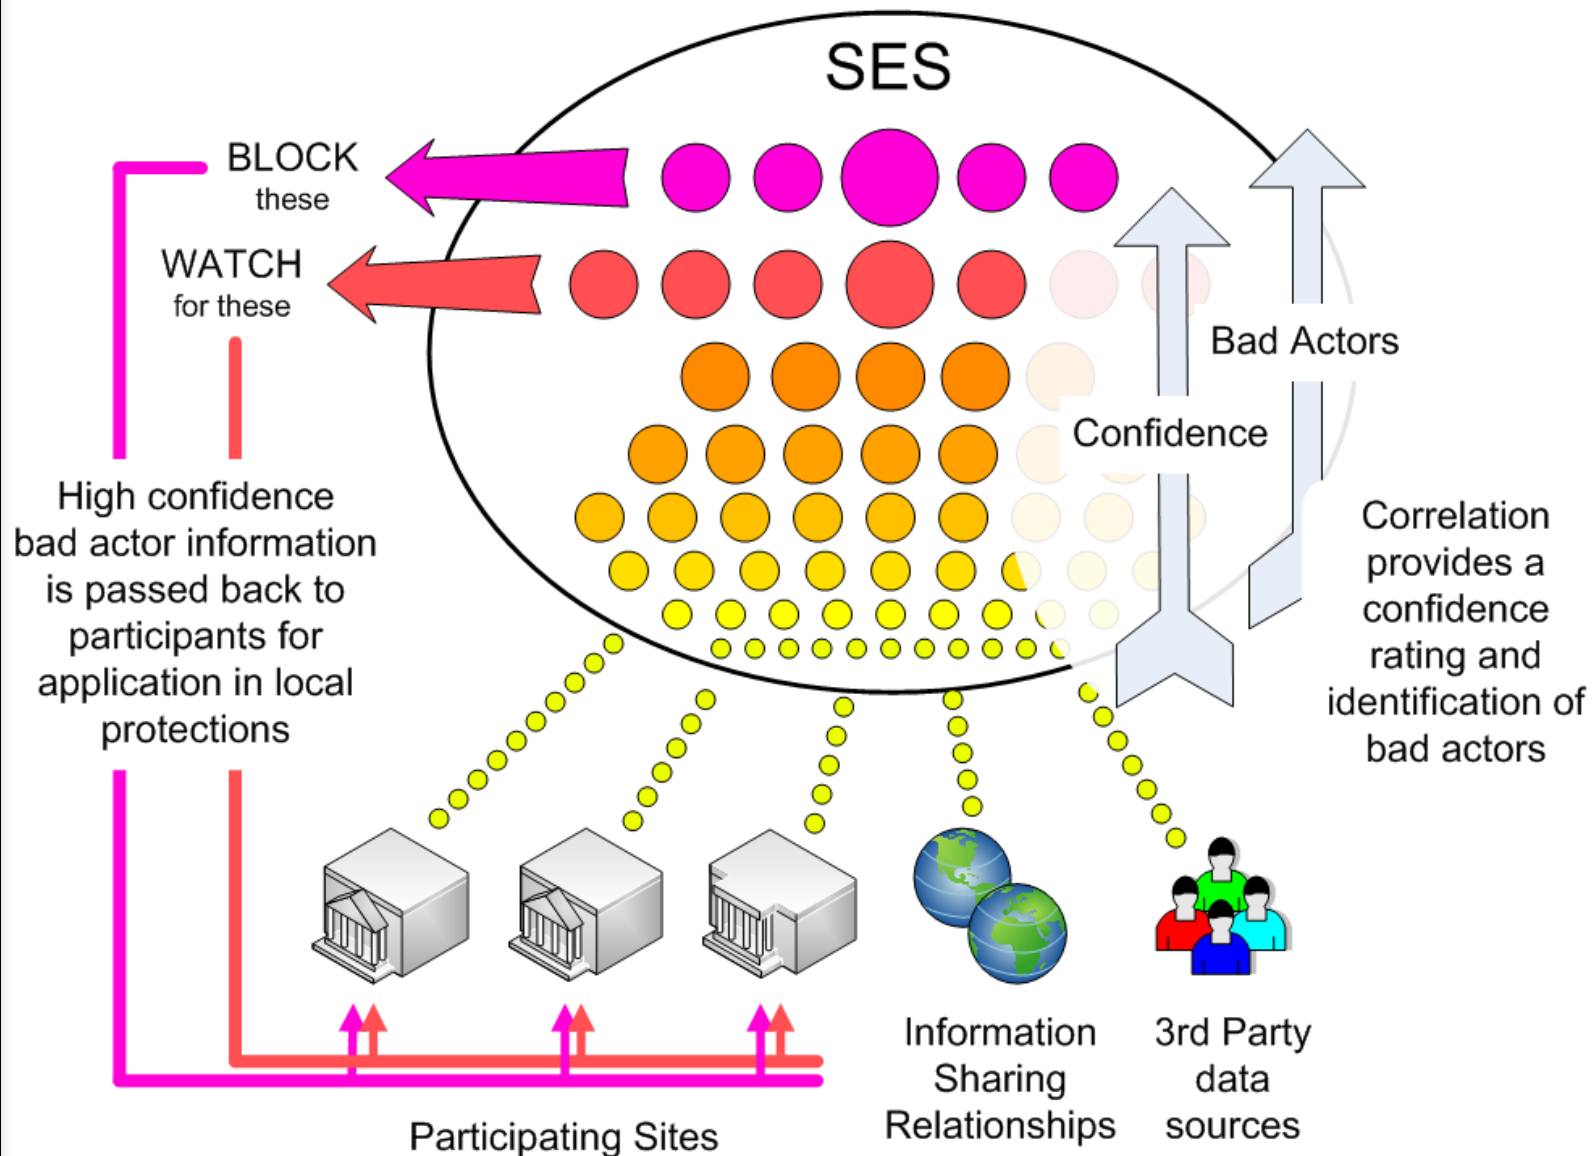 SES
BLOCK
these
WATCH
for these
Bad Actors
Confidence
High confidence
bad actor information
is passed back to
participants for
application in local
protections
Correlation
provides a
confidence
rating and
identification of
bad actors
Information
Sharing
Relationships
3rd Party
data
sources
Participating Sites